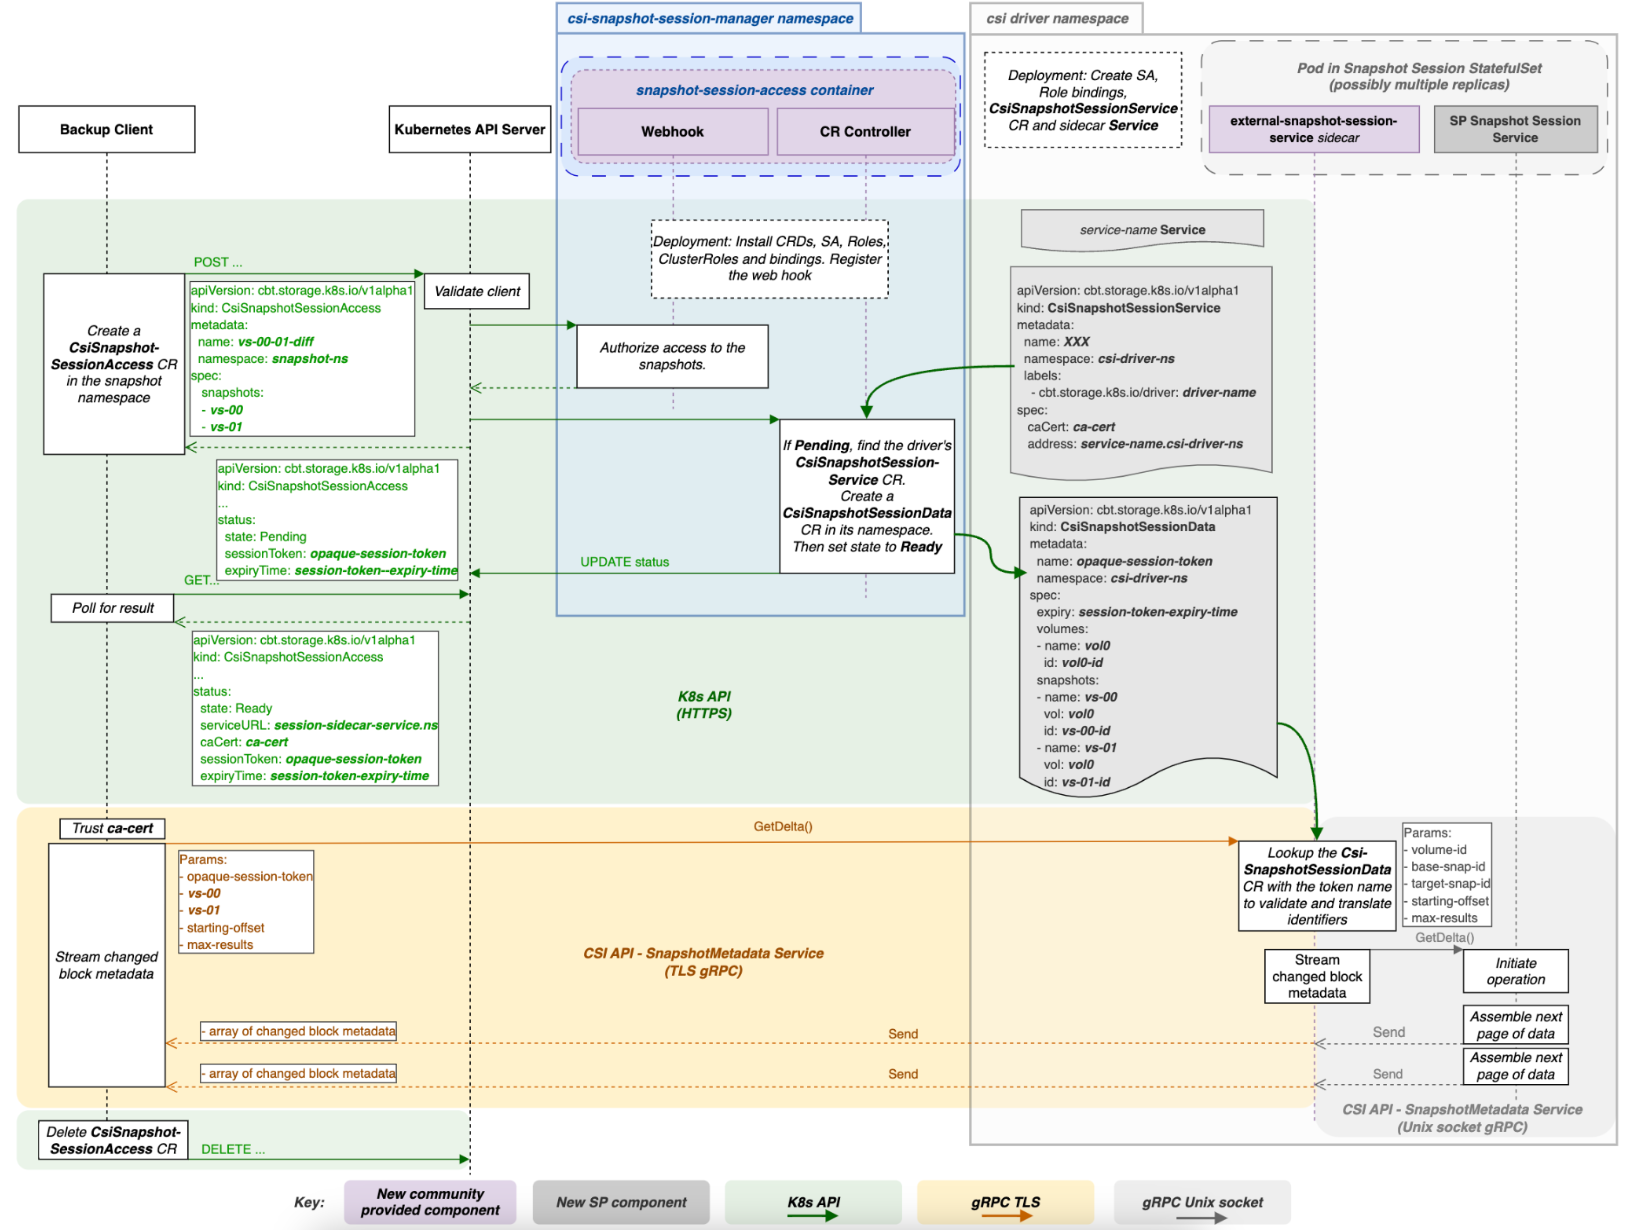 csi-snapshot-session-manager namespace
csi driver namespace
Backup Client
Kubernetes API Server
snapshot-session-access container
Webhook
CR Controller
Deployment: Create SA,
Role bindings,
CsiSnapshotSessionService
CR and sidecar Service
Pod in Snapshot Session StatefulSet
(possibly multiple replicas)
external-snapshot-session-
service sidecar
SP Snapshot Session
Service
Deployment: Install CRDs, SA, Roles,
ClusterRoles and bindings. Register
the web hook
service-name Service
POST ...
Create a
CsiSnapshot-
SessionAccess CR
in the snapshot
namespace
apiVersion: cbt.storage.k8s.io/v1alpha1
kind: CsiSnapshotSessionAccess
metadata:
name: vs-00-01-diff
namespace: snapshot-ns
spec:
snapshots:
- vs-00
- vs-01
Validate client
Authorize access to the
snapshots.
apiVersion: cbt.storage.k8s.io/v1alpha1
kind: CsiSnapshotSessionService
metadata:
name: XXX
namespace: csi-driver-ns
labels:
- cbt.storage.k8s.io/driver: driver-name
spec:
caCert: ca-cert
address: service-name.csi-driver-ns
If Pending, find the driver's
CsiSnapshotSession-
Service CR.
Create a
CsiSnapshotSessionData
CR in its namespace.
Then set state to Ready
apiVersion: cbt.storage.k8s.io/v1alpha1
kind: CsiSnapshotSessionAccess
...
status:
state: Pending
sessionToken: opaque-session-token
expiryTime: session-token--expiry-time
UPDATE status
GET...
Poll for result
apiVersion: cbt.storage.k8s.io/v1alpha1
kind: CsiSnapshotSessionData
metadata:
name: opaque-session-token
namespace: csi-driver-ns
spec:
expiry: session-token-expiry-time
volumes:
- name: vol0
id: vol0-id
snapshots:
- name: vs-00
vol: vol0
id: vs-00-id
- name: vs-01
vol: vol0
id: vs-01-id
apiVersion: cbt.storage.k8s.io/v1alpha1
kind: CsiSnapshotSessionAccess
...
status:
state: Ready
serviceURL: session-sidecar-service.ns
caCert: ca-cert
sessionToken: opaque-session-token
expiryTime: session-token-expiry-time
K8s API
(HTTPS)
Trust ca-cert
GetDelta()
Stream changed
block metadata
Params:
- opaque-session-token
- vs-00
- vs-01
- starting-offset
- max-results
CSI API - SnapshotMetadata Service
(TLS gRPC)
Lookup the Csi-
SnapshotSessionData
CR with the token name
to validate and translate
identifiers
Params:
- volume-id
- base-snap-id
- target-snap-id
- starting-offset
- max-results
GetDelta()
Stream
changed block
metadata
Initiate
operation
- array of changed block metadata
Send
Send
Assemble next
page of data
- array of changed block metadata
Send
Send
Assemble next
page of data
CSI API - SnapshotMetadata Service
(Unix socket gRPC)
Delete CsiSnapshot-
SessionAccess CR
DELETE ...
Key:
New community
provided component
New SP component
K8s API
gRPC TLS
gRPC Unix socket